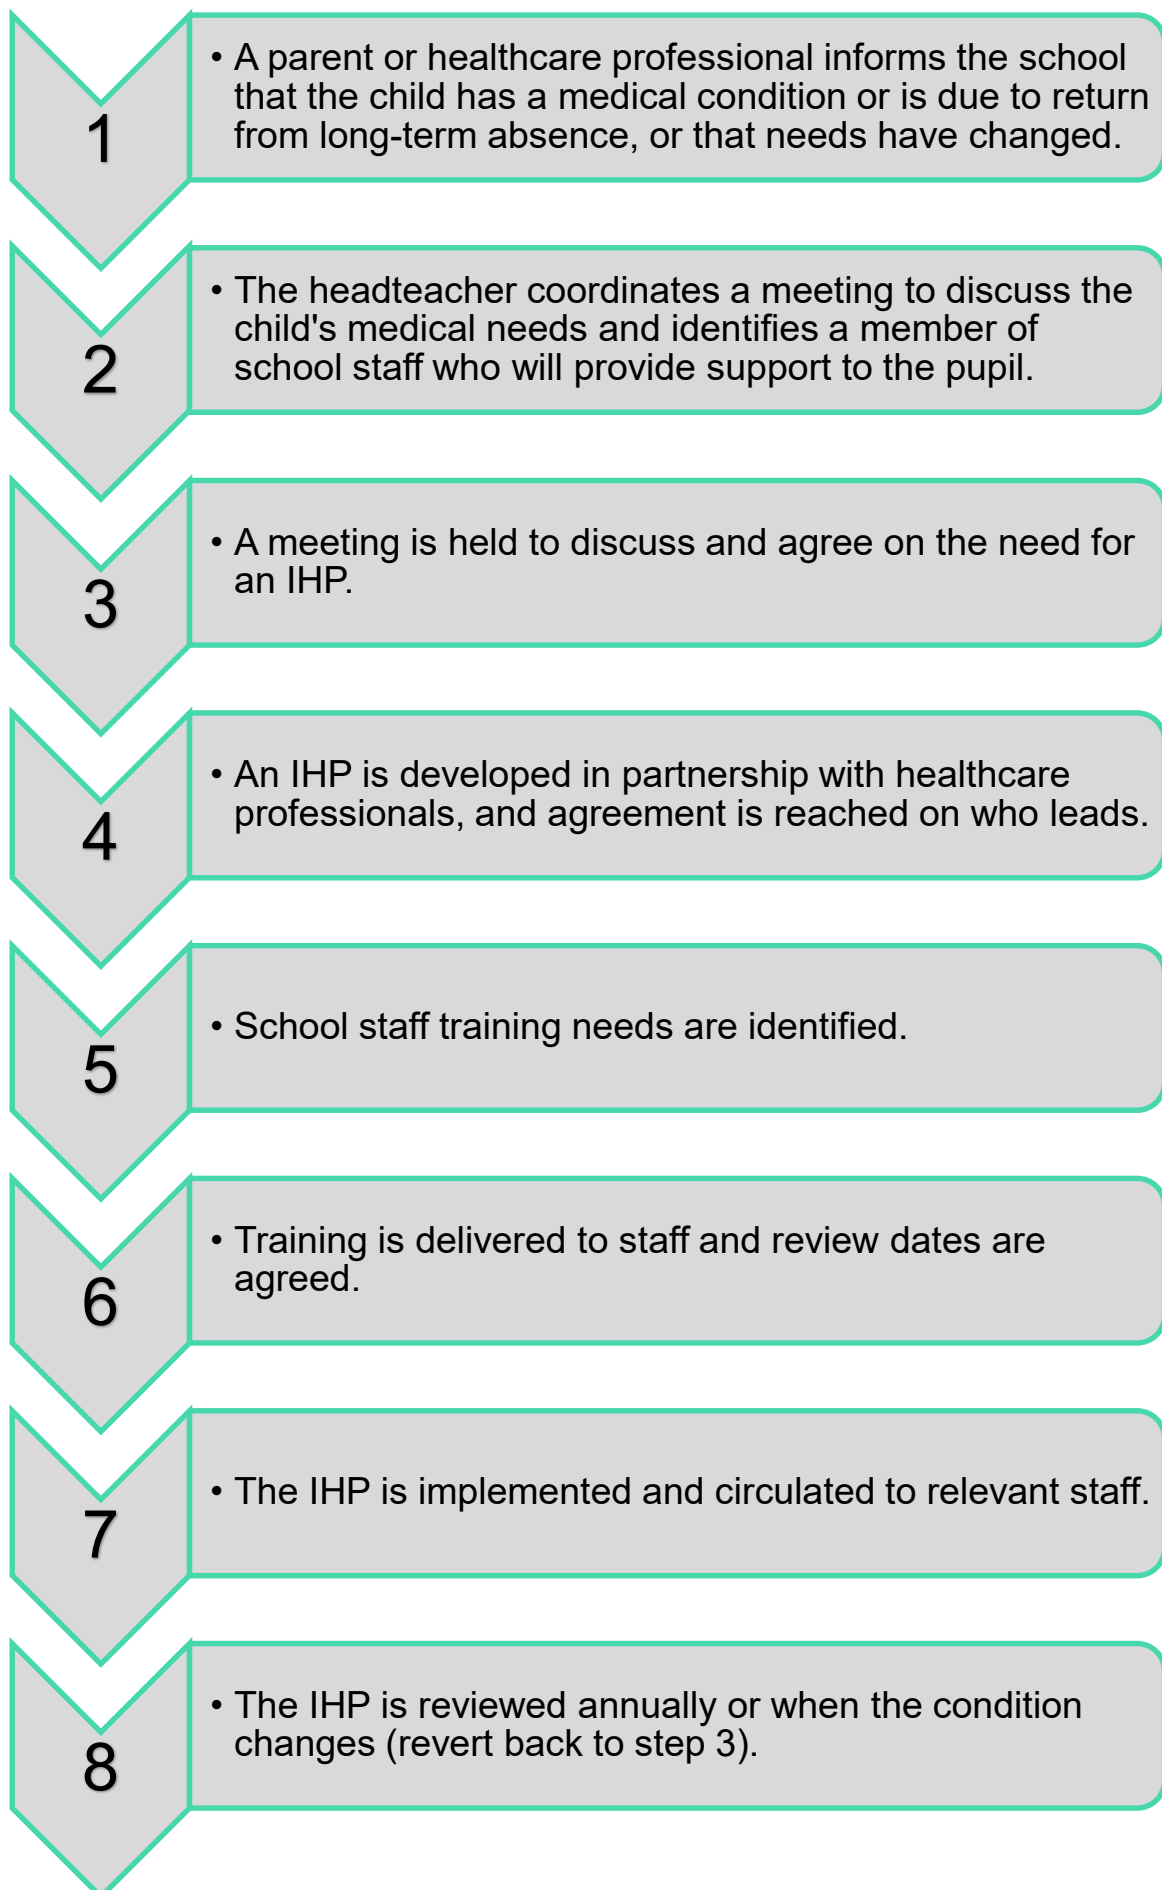 1
• A parent or healthcare professional informs the school
that the child has a medical condition or is due to return
from long-term absence, or that needs have changed.
2
• The headteacher coordinates a meeting to discuss the
child's medical needs and identifies a member of
school staff who will provide support to the pupil.
3
• A meeting is held to discuss and agree on the need for
an IHP.
4
• An IHP is developed in partnership with healthcare
professionals, and agreement is reached on who leads.
5
• School staff training needs are identified.
6
• Training is delivered to staff and review dates are
agreed.
7
• The IHP is implemented and circulated to relevant staff.
8
• The IHP is reviewed annually or when the condition
changes (revert back to step 3).